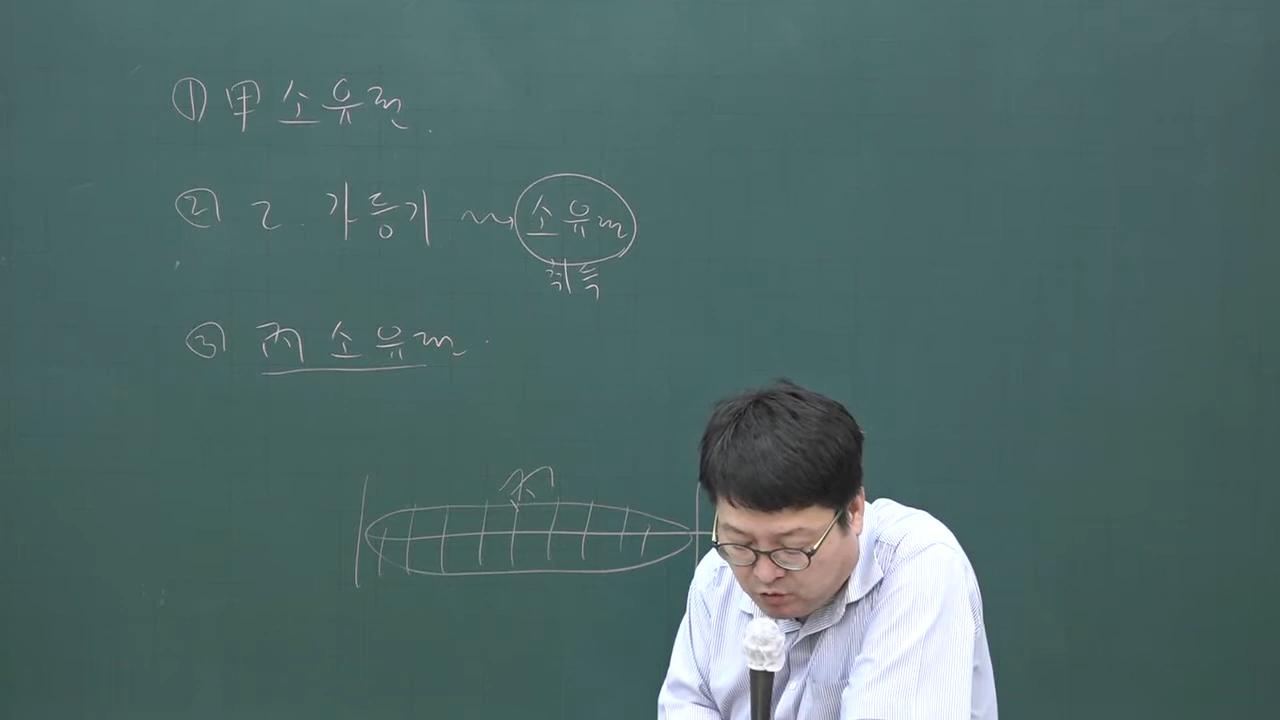 ① 甲 소유권.
② 乙. 가등기 ⇝ 소유권
취득
③ 丙 소유권.